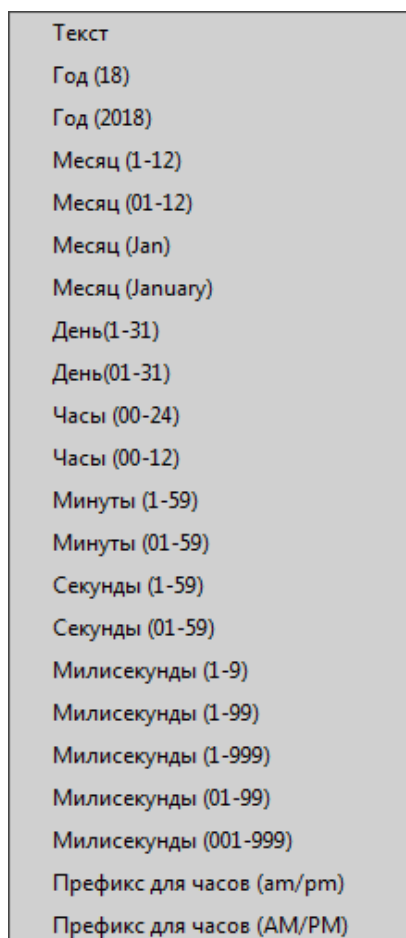 Текст
Год (18)
Год (2018)
Месяц (1-12)
Месяц (01-12)
Месяц (Jan)
Месяц (January)
День(1-31)
День(01-31)
Часы (00-24)
Часы (00-12)
Минуты (1-59)
Минуты (01-59)
Секунды (1-59)
Секунды (01-59)
Милисекунды (1-9)
Милисекунды (1-99)
Милисекунды (1-999)
Милисекунды (01-99)
Милисекунды (001-999)
Префикс для часов (am/pm)
Префикс для часов (AM/PM)